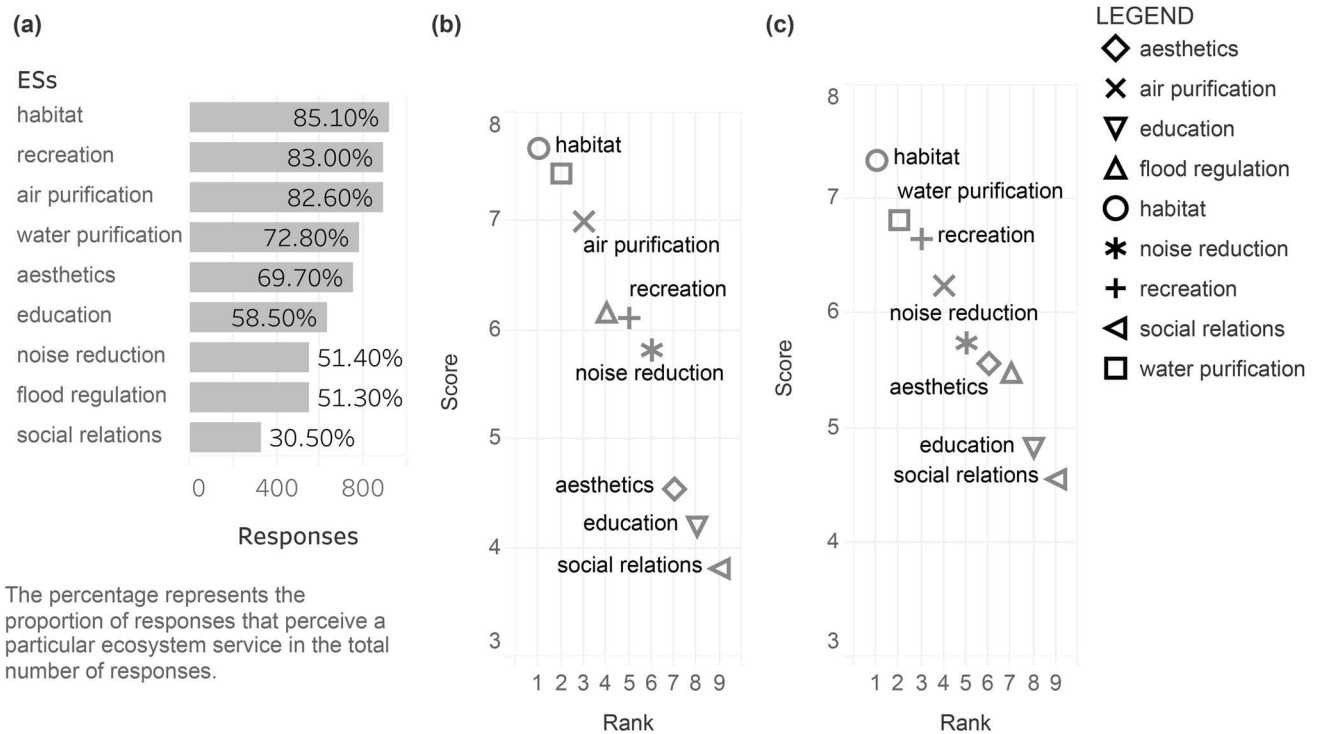 (a)
ESs
habitat 85.10%
recreation 83.00%
air purification 82.60%
water purification 72.80%
aesthetics 69.70%
education 58.50%
noise reduction 51.40%
flood regulation 51.30%
social relations 30.50%
0 400 800
Responses
The percentage represents the
proportion of responses that perceive a
particular ecosystem service in the total
number of responses.
(b)
8
habitat
7
air purification
recreation
6
noise reduction
Score
5
aesthetics
education
4
social relations
3
1 2 3 4 5 6 7 8 9
Rank
(c)
8
habitat
water purification
7
recreation
6
noise reduction
Score
aesthetics
5
education
social relations
4
3
1 2 3 4 5 6 7 8 9
Rank
LEGEND
aesthetics
air purification
education
flood regulation
habitat
noise reduction
recreation
social relations
water purification